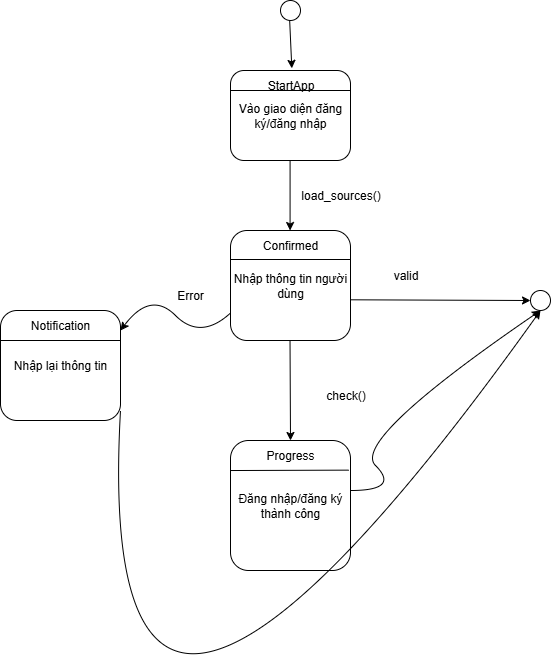 StartApp
Vào giao diện đăng
ký/đăng nhập
load_sources()
Confirmed
Nhập thông tin người
dùng
valid
Error
Notification
Nhập lại thông tin
check()
Progress
Đăng nhập/đăng ký
thành công